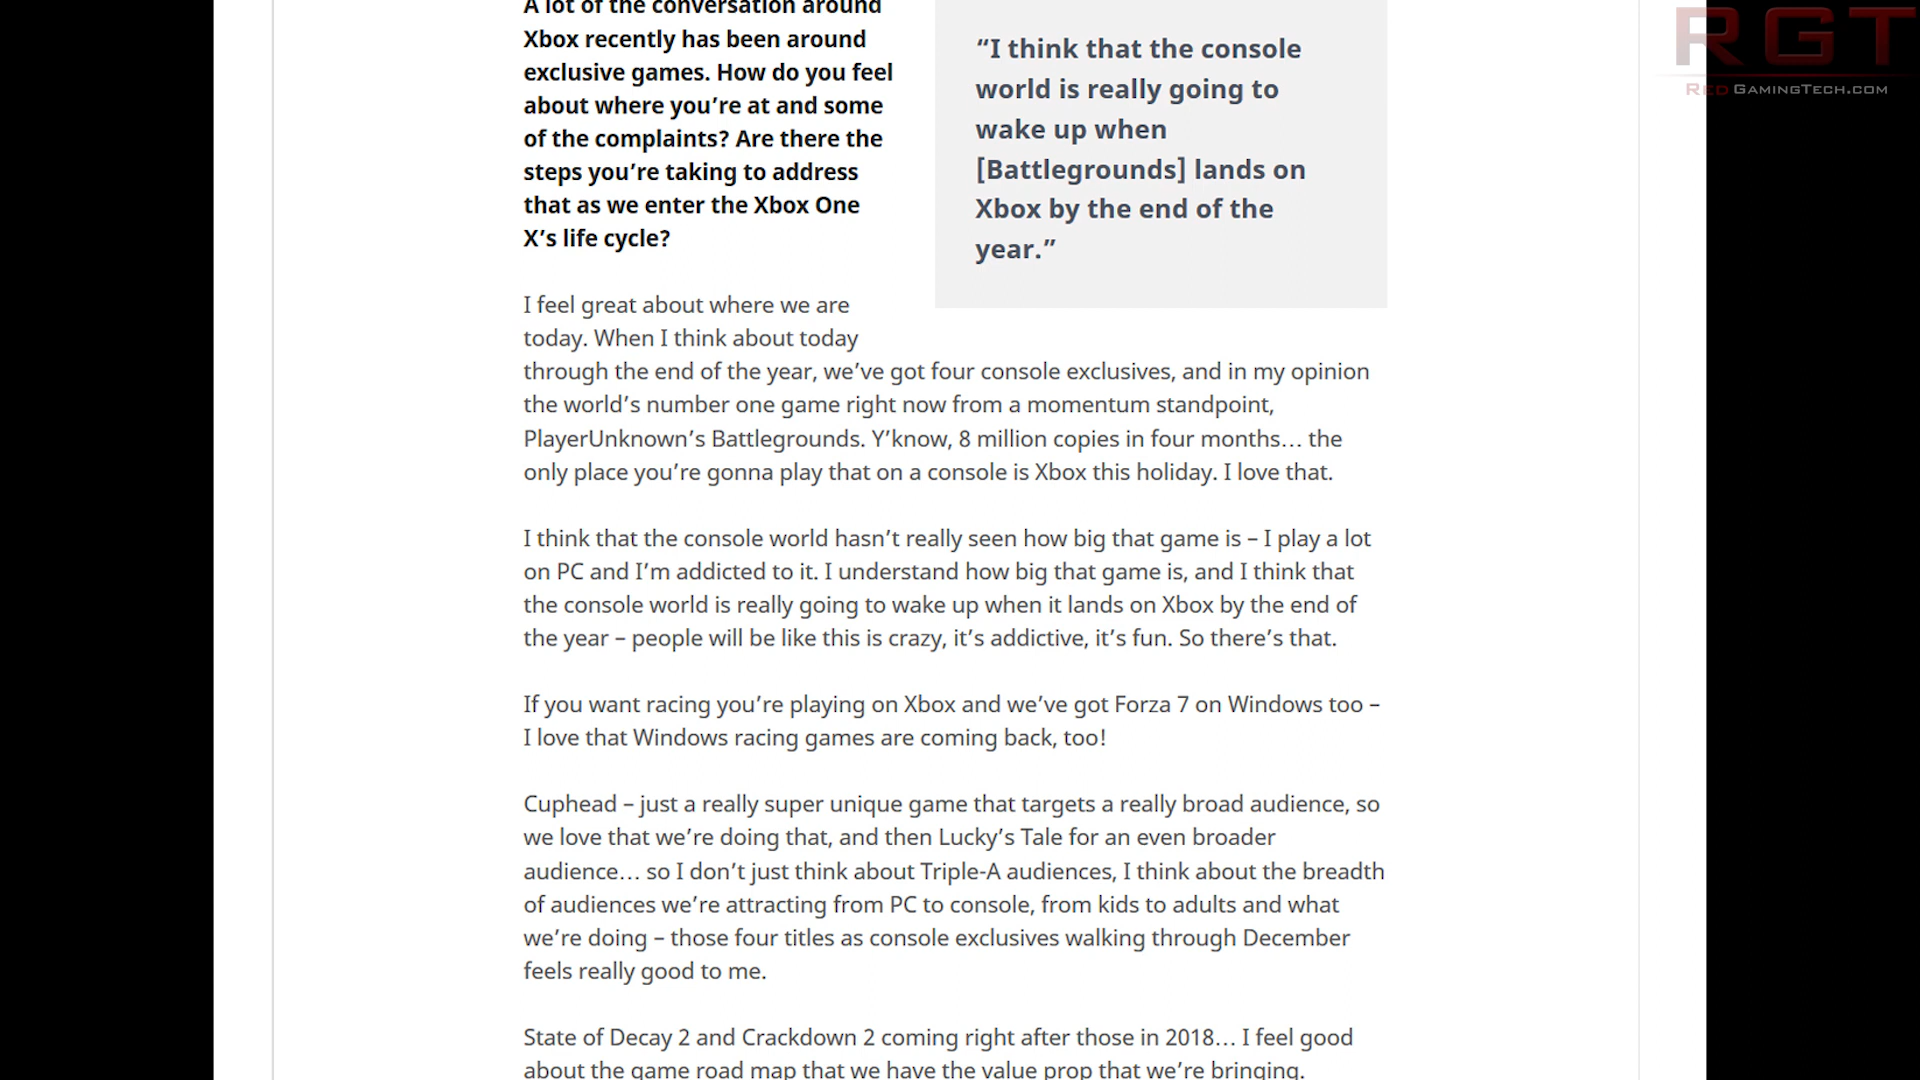 A lot of the conversation around
Xbox recently has been around
exclusive games. How do you feel
about where you’re at and some
of the complaints? Are there the
steps you’re taking to address
that as we enter the Xbox One
X’s life cycle?
“I think that the console
world is really going to
wake up when
[Battlegrounds] lands on
Xbox by the end of the
year.”
I feel great about where we are
today. When I think about today
through the end of the year, we’ve got four console exclusives, and in my opinion
the world’s number one game right now from a momentum standpoint,
PlayerUnknown’s Battlegrounds. Y’know, 8 million copies in four months… the
only place you’re gonna play that on a console is Xbox this holiday. I love that.
I think that the console world hasn’t really seen how big that game is – I play a lot
on PC and I’m addicted to it. I understand how big that game is, and I think that
the console world is really going to wake up when it lands on Xbox by the end of
the year – people will be like this is crazy, it’s addictive, it’s fun. So there’s that.
If you want racing you’re playing on Xbox and we’ve got Forza 7 on Windows too –
I love that Windows racing games are coming back, too!
Cuphead – just a really super unique game that targets a really broad audience, so
we love that we’re doing that, and then Lucky’s Tale for an even broader
audience… so I don’t just think about Triple-A audiences, I think about the breadth
of audiences we’re attracting from PC to console, from kids to adults and what
we’re doing – those four titles as console exclusives walking through December
feels really good to me.
State of Decay 2 and Crackdown 2 coming right after those in 2018… I feel good
about the game road map that we have the value prop that we’re bringing.
RGT
RedGamingTech.com